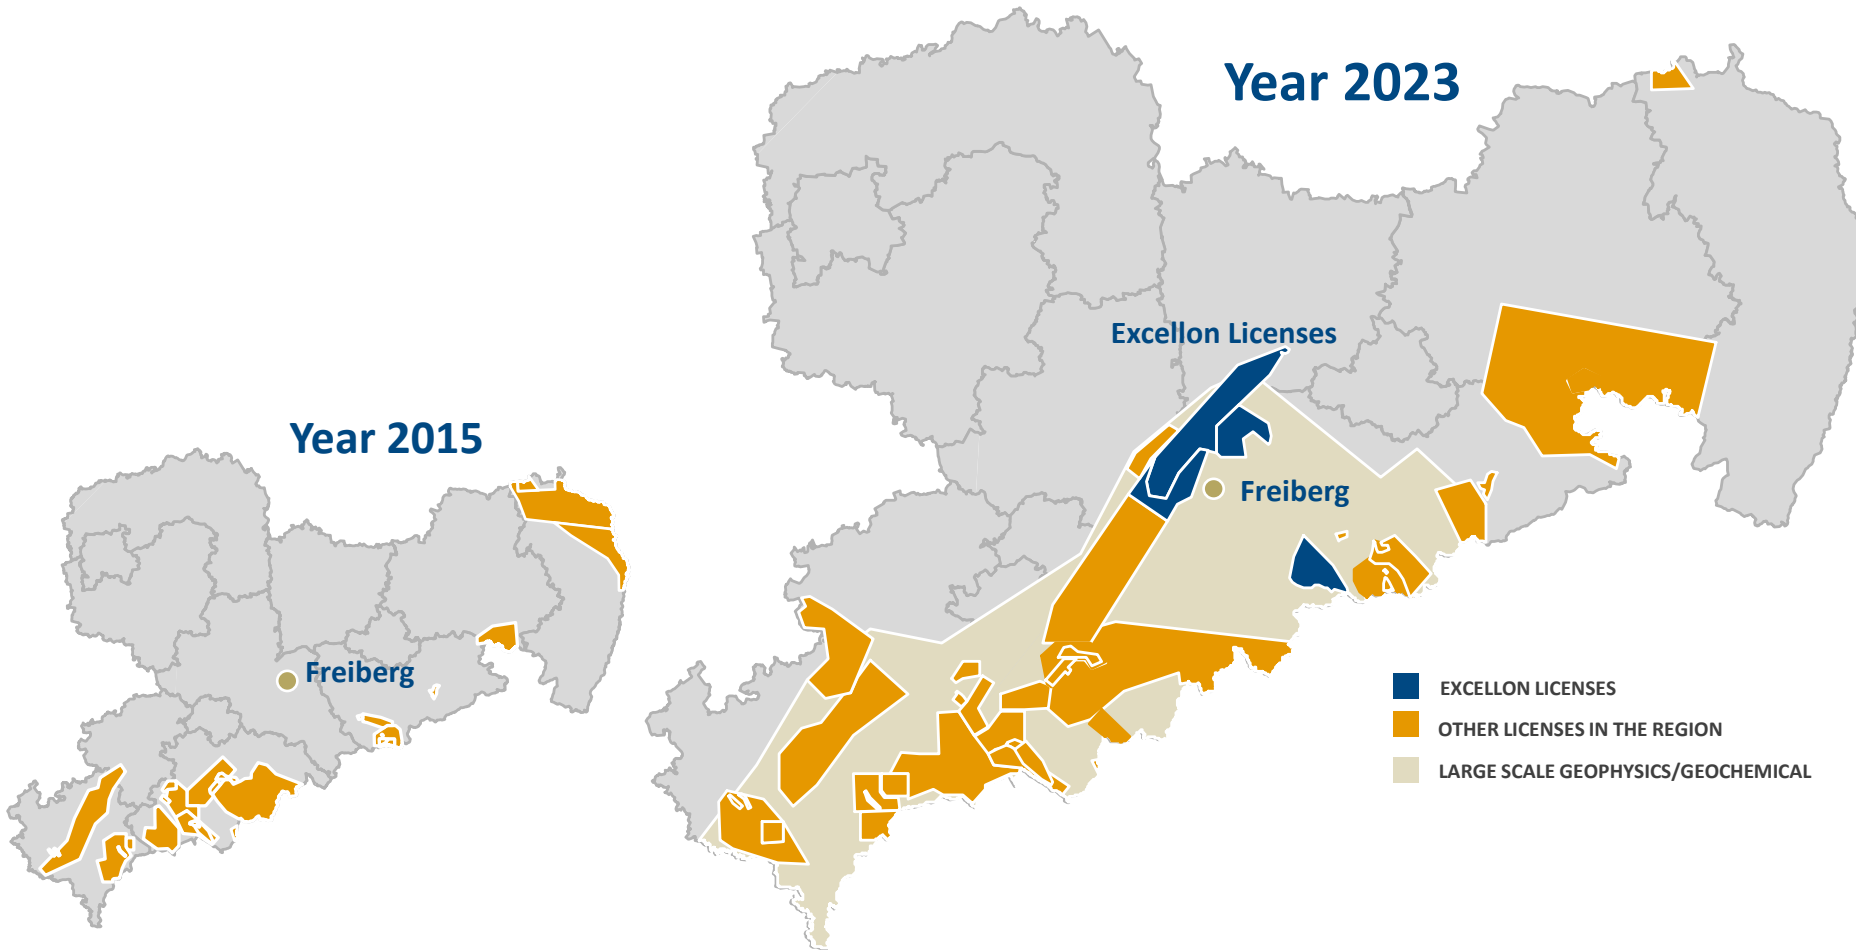 Year 2023
Excellon Licenses
Year 2015
Freiberg
Freiberg
EXCELLON LICENSES
OTHER LICENSES IN THE REGION
LARGE SCALE GEOPHYSICS/GEOCHEMICAL